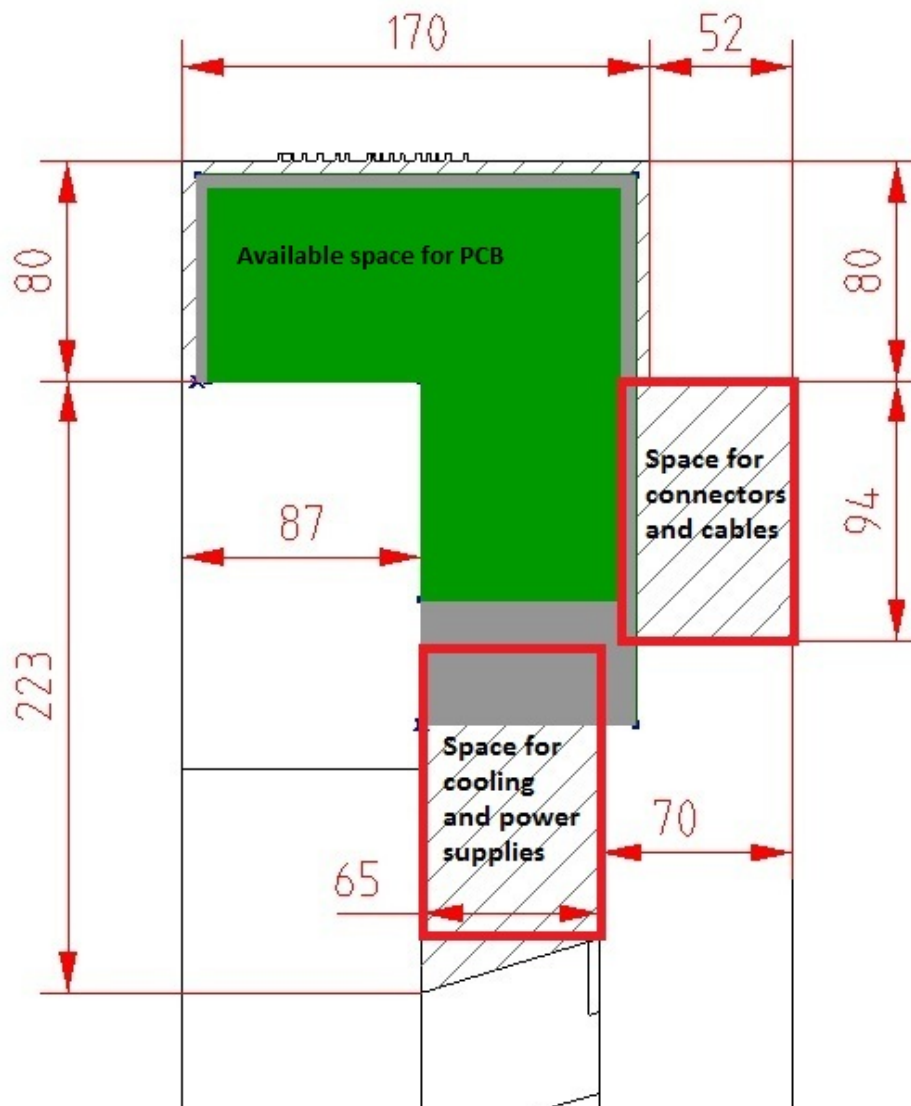 170
52
80
80
Available space for PCB
Space for
connectors
and cables
94
87
223
Space for
cooling
and power
supplies
70
65